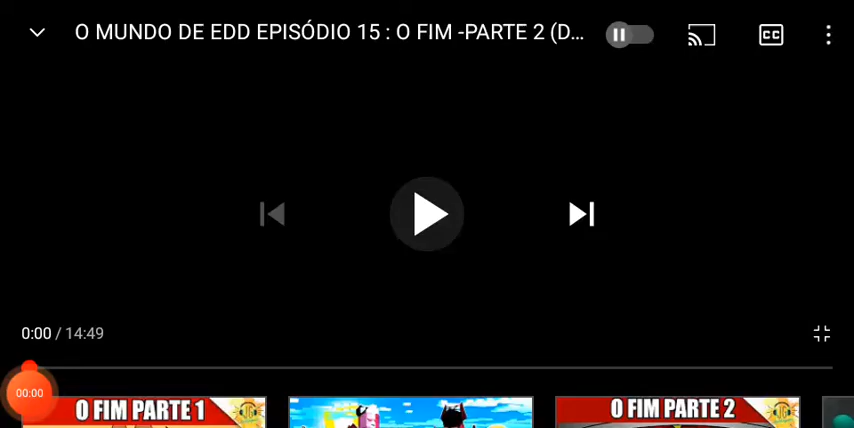 O MUNDO DE EDD EPISÓDIO 15 : O FIM -PARTE 2 (D...
CC
0:00 / 14:49
00:00
O FIM PARTE 1
O FIM PARTE 2